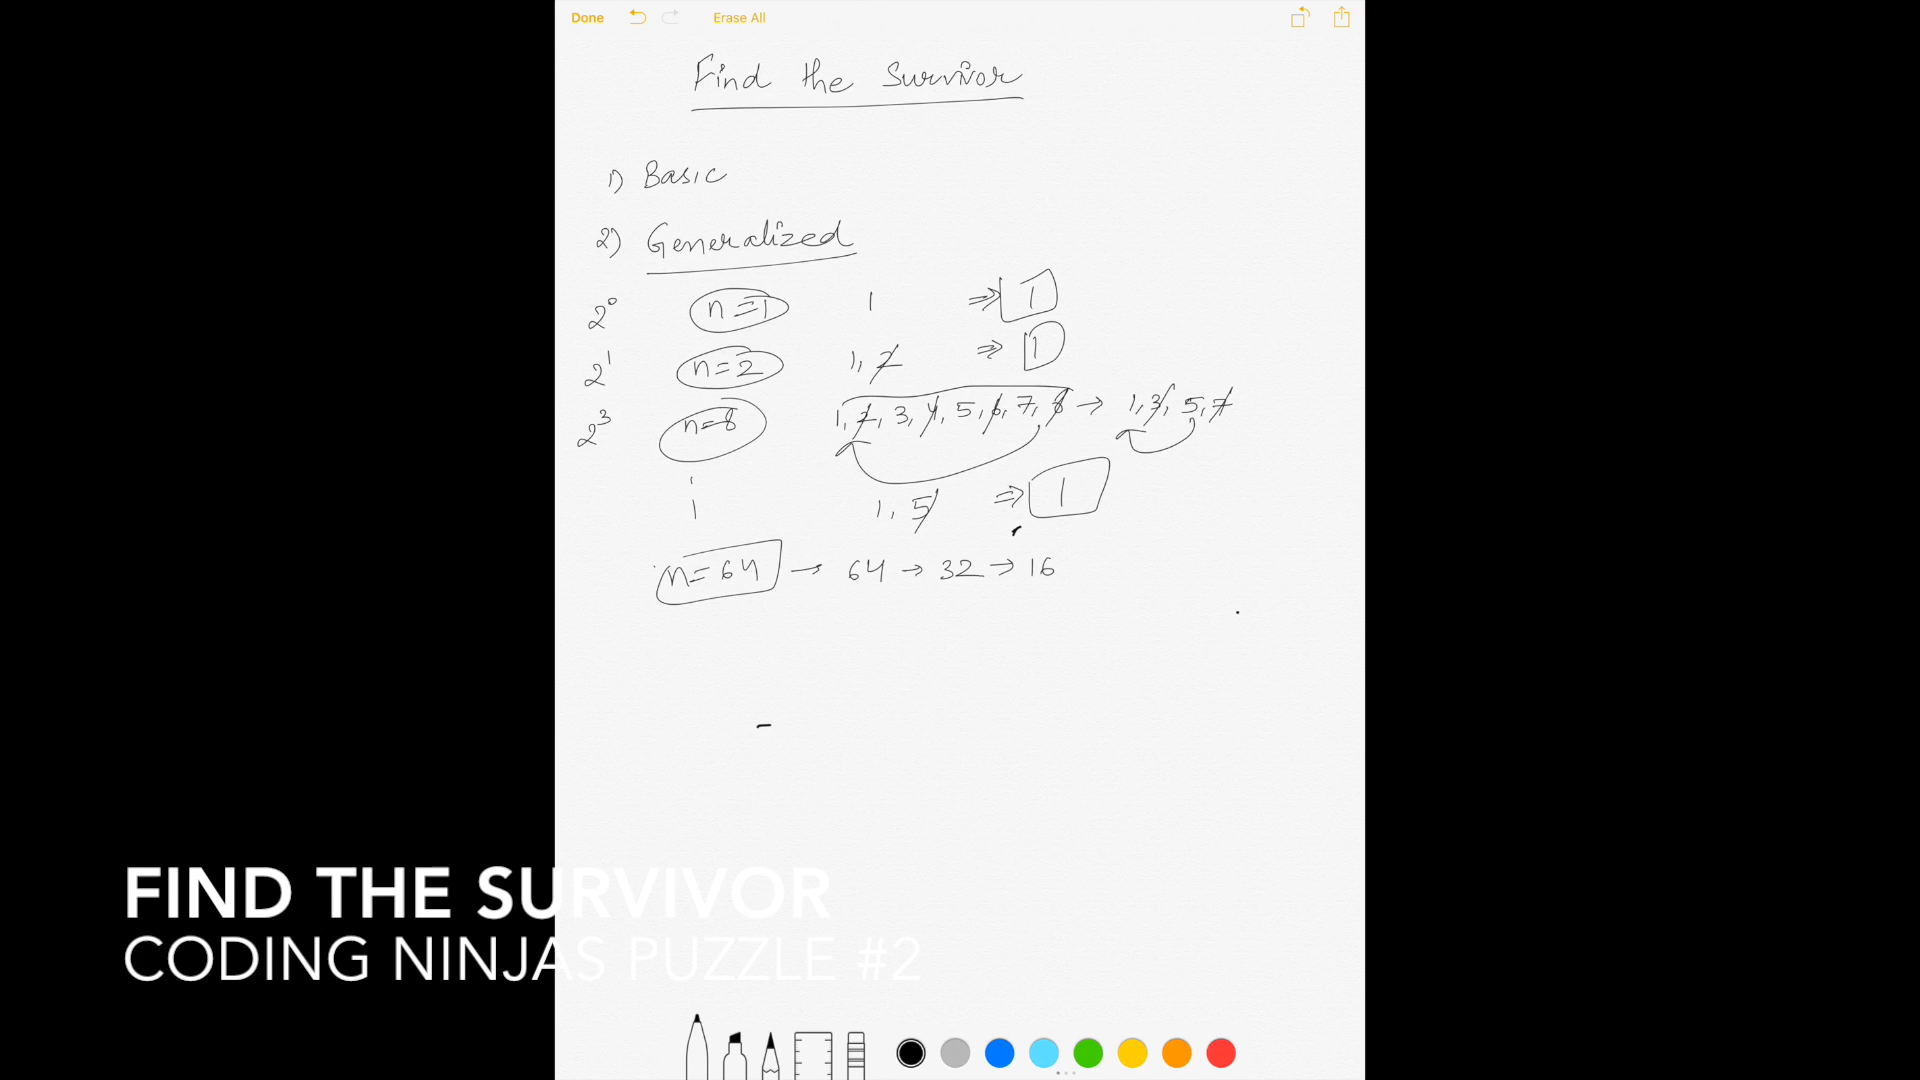 Done Erase All
Find the Survivor
1) Basic
2) Generalized
2⁰ n=1 1 ⇒ 1
2¹ n=2 1, 2 ⇒ 1
2³ n=8 1, 2, 3, 4, 5, 6, 7, 8 → 1, 3, 5, 7
1, 5 ⇒ 1
n=64 → 64 → 32 → 16
FIND THE SURVIVOR
CODING NINJAS PUZZLE #2